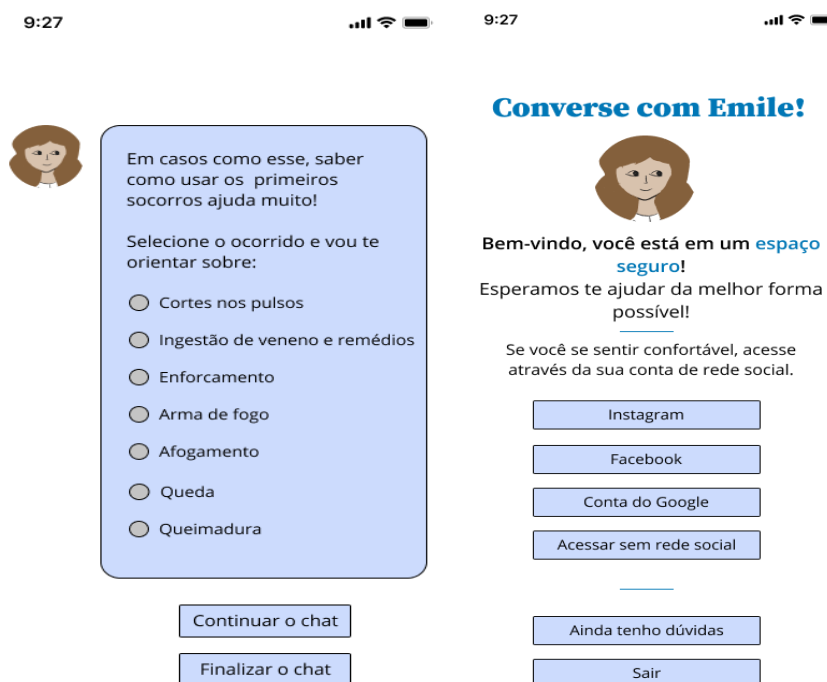 9:27
Em casos como esse, saber
como usar os primeiros
socorros ajuda muito!
Selecione o ocorrido e vou te
orientar sobre:
Cortes nos pulsos
Ingestão de veneno e remédios
Enforcamento
Arma de fogo
Afogamento
Queda
Queimadura
Continuar o chat
Finalizar o chat
9:27
Converse com Emile!
Bem-vindo, você está em um espaço
seguro!
Esperamos te ajudar da melhor forma
possível!
Se você se sentir confortável, acesse
através da sua conta de rede social.
Instagram
Facebook
Conta do Google
Acessar sem rede social
Ainda tenho dúvidas
Sair